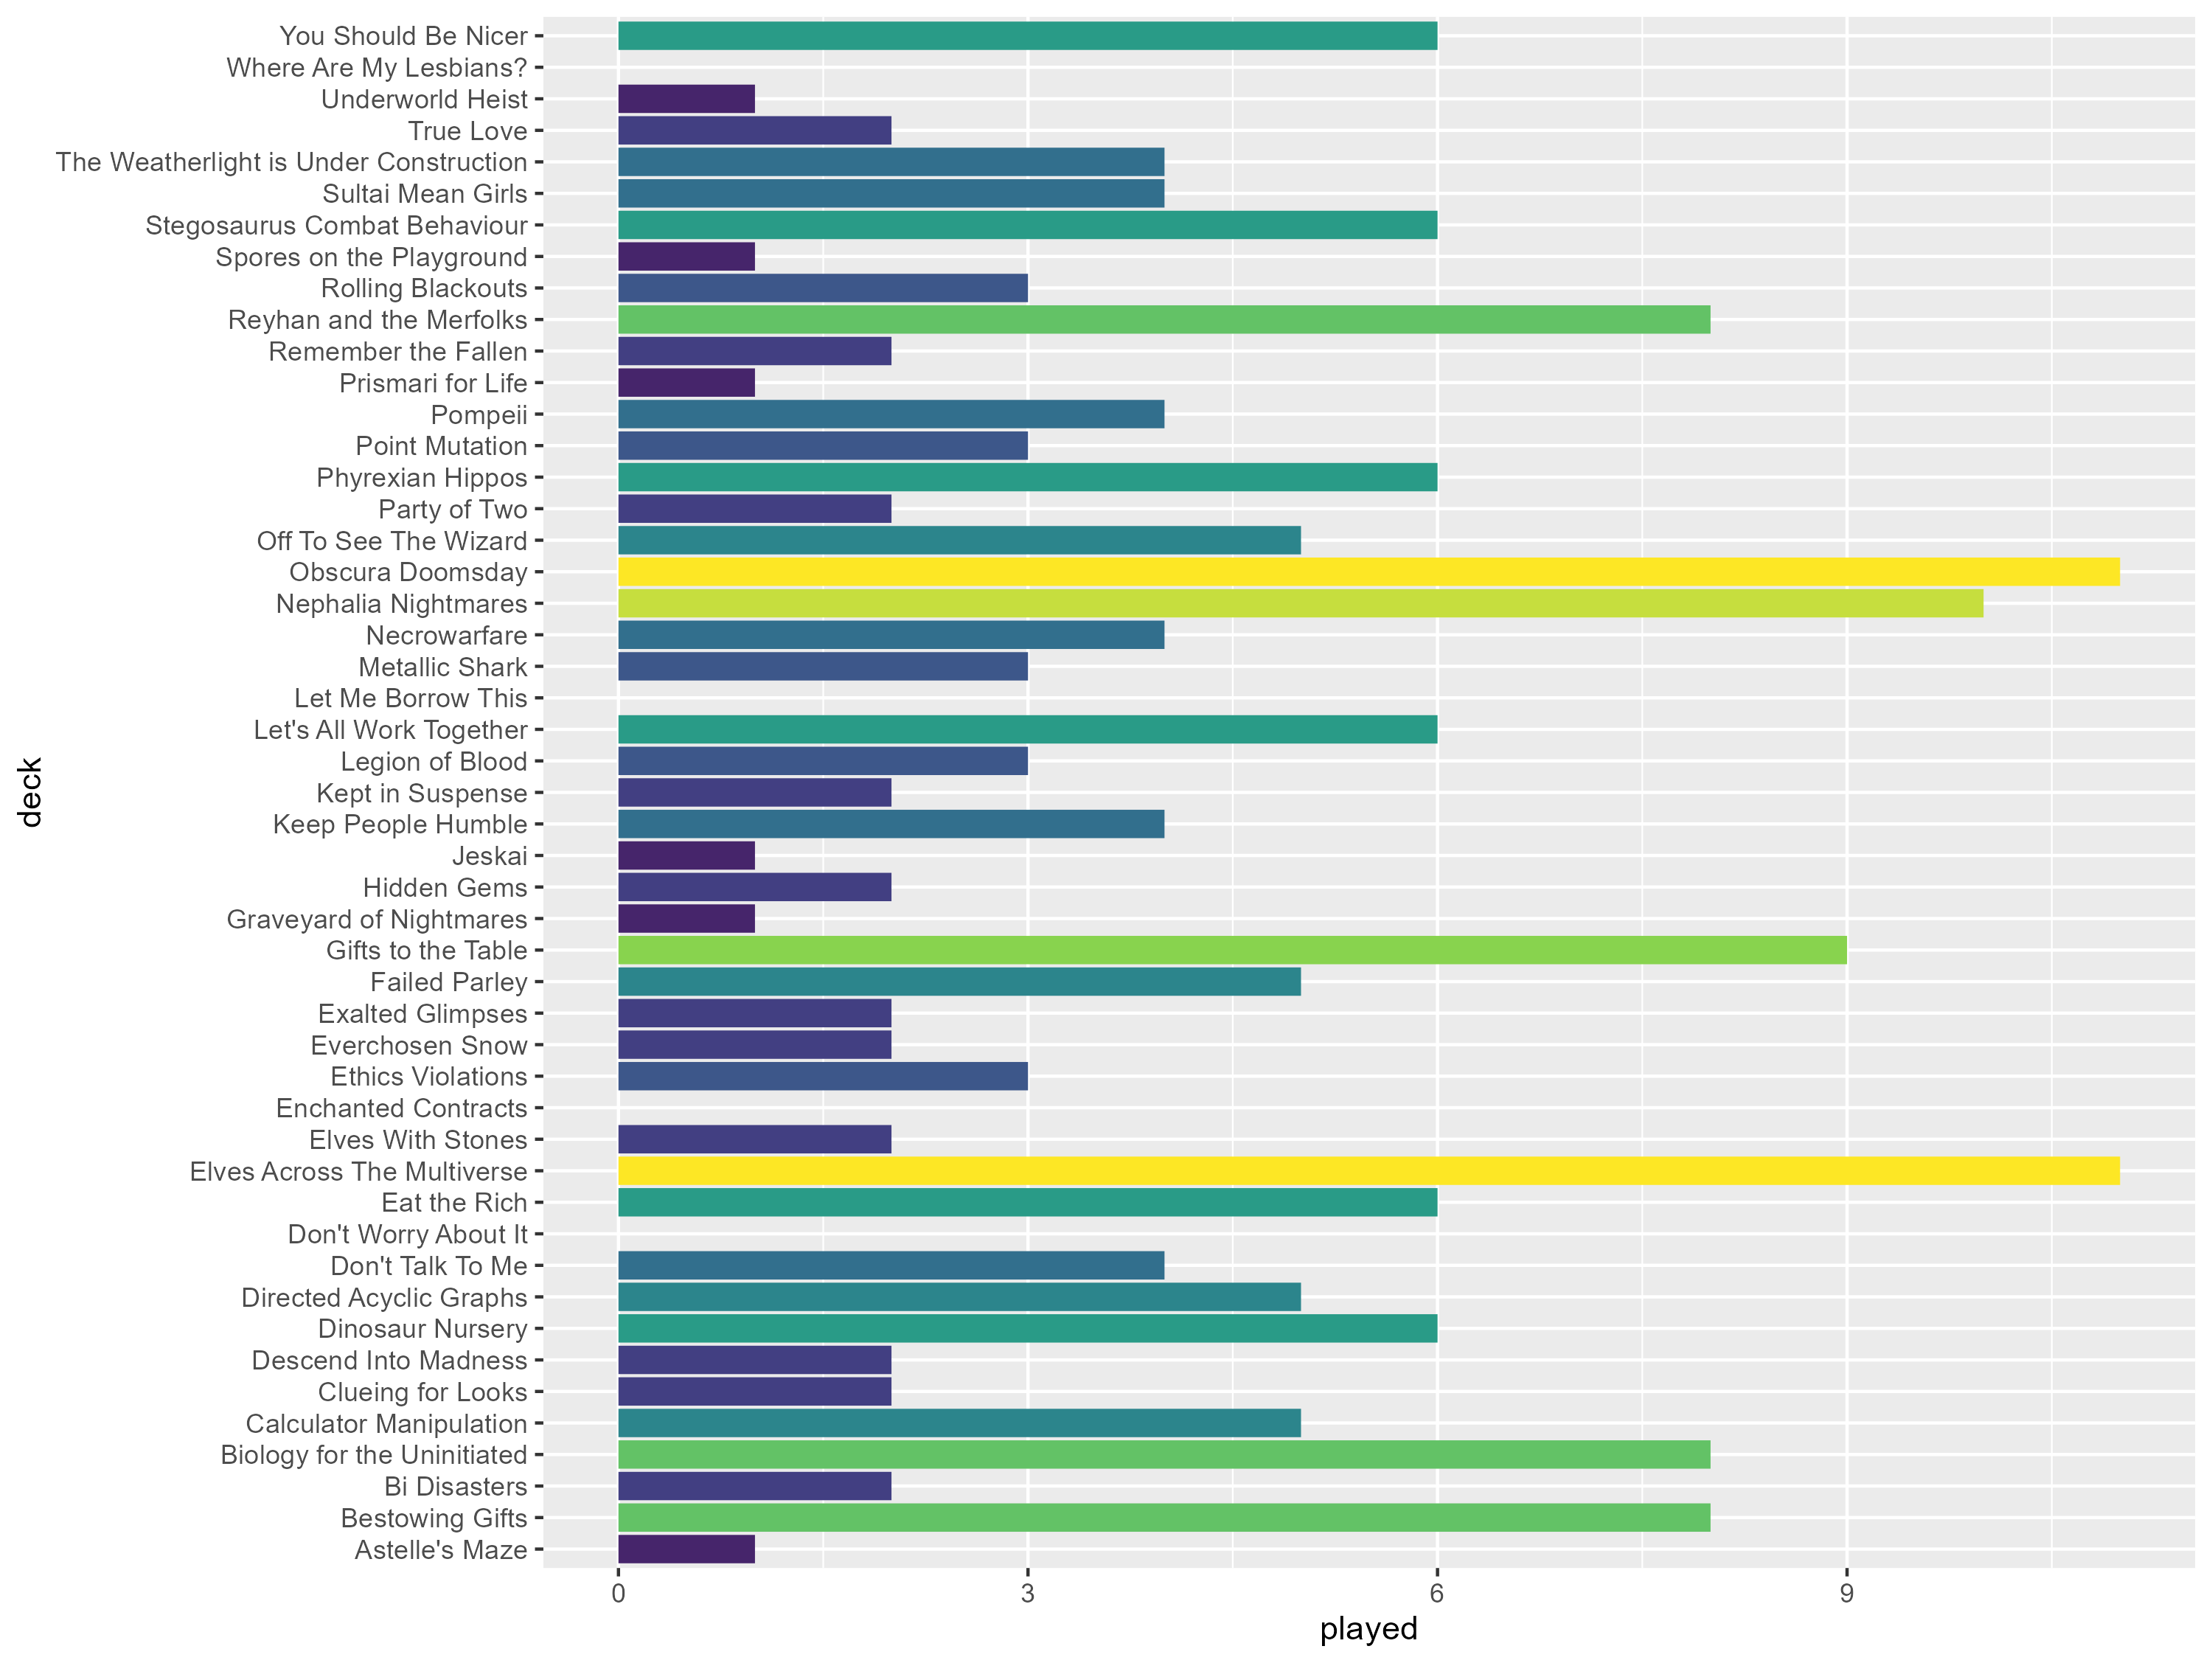 You Should Be Nicer
Where Are My Lesbians?
Underworld Heist
True Love
The Weatherlight is Under Construction
Sultai Mean Girls
Stegosaurus Combat Behaviour
Spores on the Playground
Rolling Blackouts
Reyhan and the Merfolks
Remember the Fallen
Prismari for Life
Pompeii
Point Mutation
Phyrexian Hippos
Party of Two
Off To See The Wizard
Obscura Doomsday
Nephalia Nightmares
Necrowarfare
Metallic Shark
Let Me Borrow This
Let's All Work Together
Legion of Blood
Kept in Suspense
Keep People Humble
Jeskai
Hidden Gems
Graveyard of Nightmares
Gifts to the Table
Failed Parley
Exalted Glimpses
Everchosen Snow
Ethics Violations
Enchanted Contracts
Elves With Stones
Elves Across The Multiverse
Eat the Rich
Don't Worry About It
Don't Talk To Me
Directed Acyclic Graphs
Dinosaur Nursery
Descend Into Madness
Clueing for Looks
Calculator Manipulation
Biology for the Uninitiated
Bi Disasters
Bestowing Gifts
Astelle's Maze
deck
0 3 6 9
played